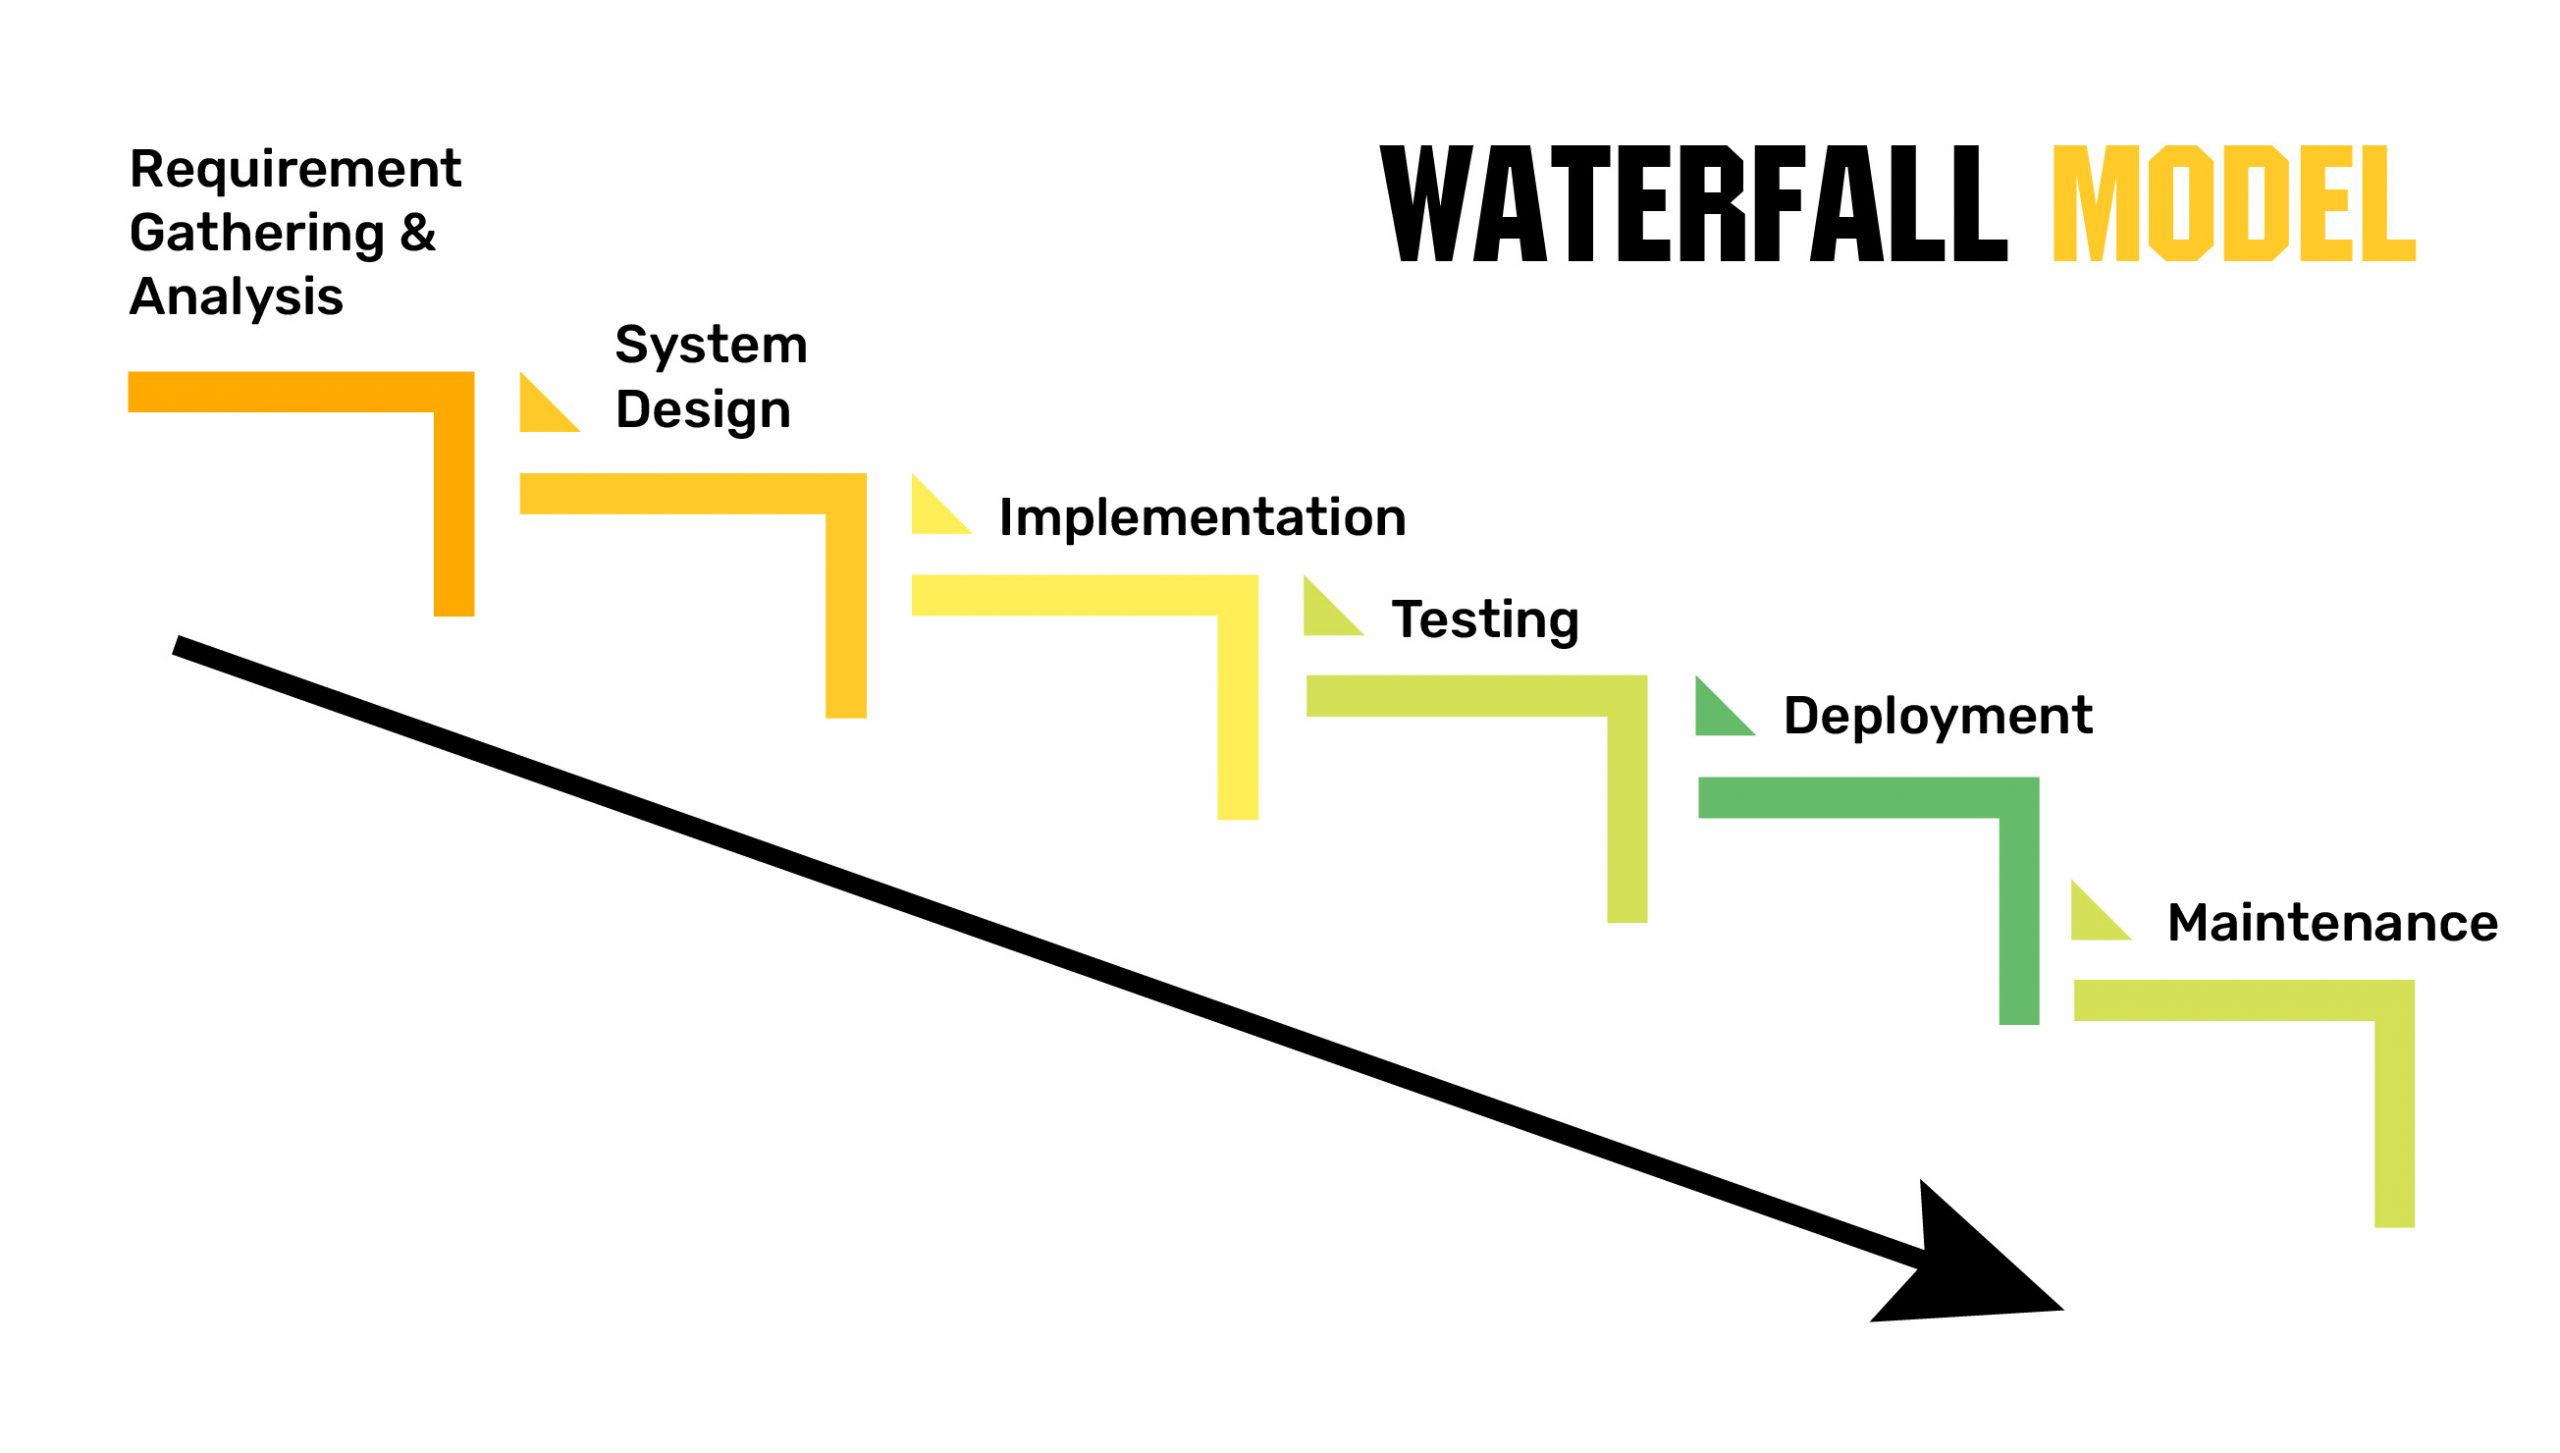 WATERFALL MODEL
Requirement
Gathering &
Analysis
System
Design
Implementation
Testing
Deployment
Maintenance